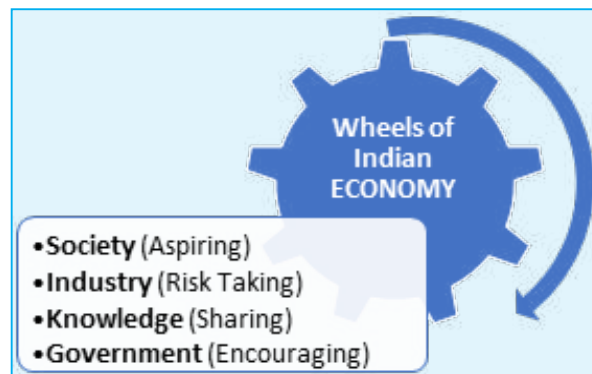 Wheels of
Indian
ECONOMY
•Society (Aspiring)
•Industry (Risk Taking)
•Knowledge (Sharing)
•Government (Encouraging)